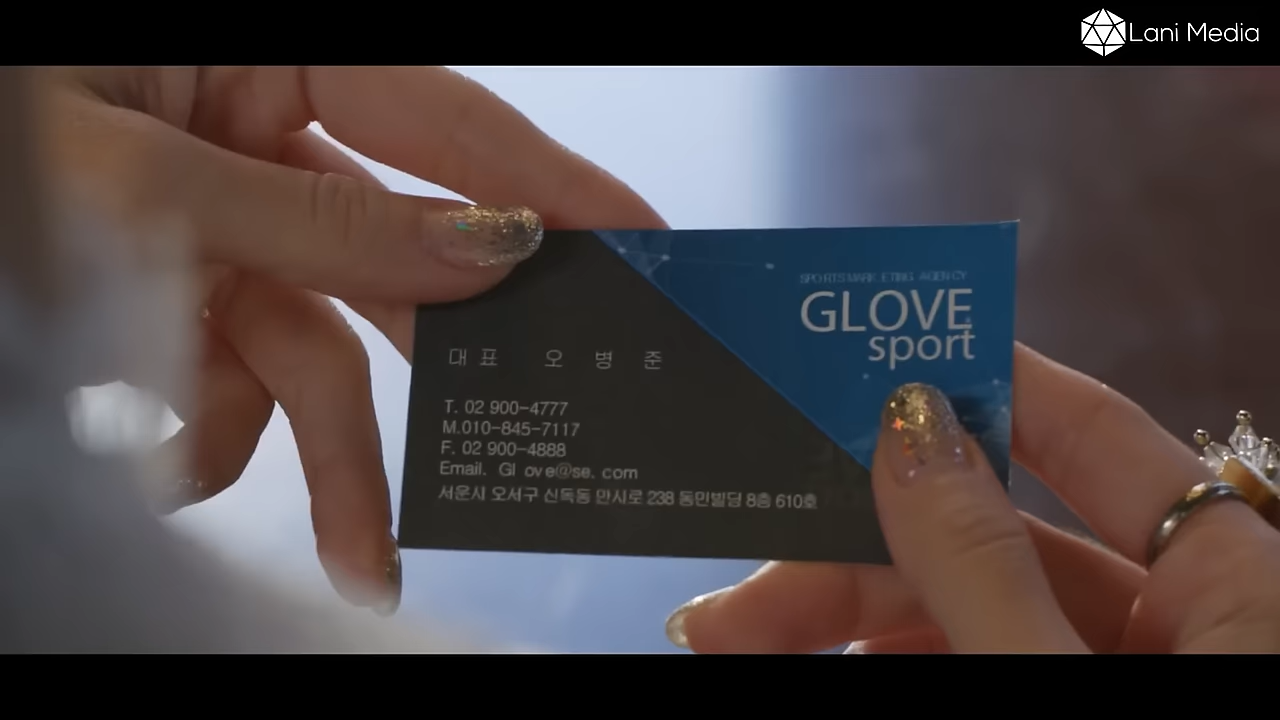 Lani Media
SPORTS MARKETING AGENCY
GLOVE
sport
대표 오병준
T. 02 900-4777
M.010-845-7117
F. 02 900-4888
Email. Glove@se.com
서운시 오서구 신독동 만시로 238 동민빌딩 8층 610호